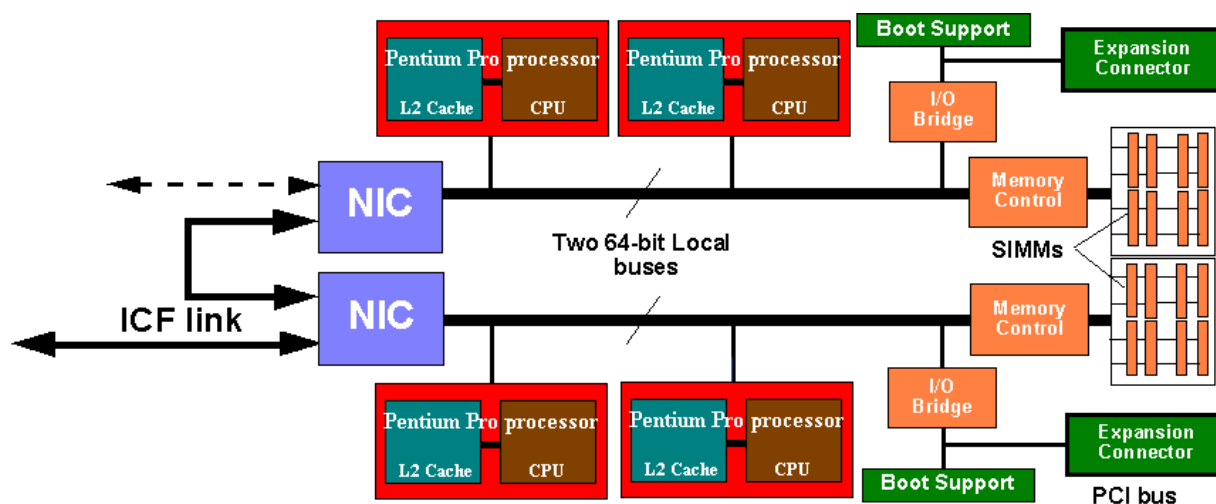 Boot Support
Expansion
Connector
Pentium Pro processor
L2 Cache CPU
Pentium Pro processor
L2 Cache CPU
I/O
Bridge
NIC
Memory
Control
Two 64-bit Local
buses
SIMMs
NIC
ICF link
Memory
Control
I/O
Bridge
Pentium Pro processor
L2 Cache CPU
Pentium Pro processor
L2 Cache CPU
Expansion
Connector
Boot Support
PCI bus